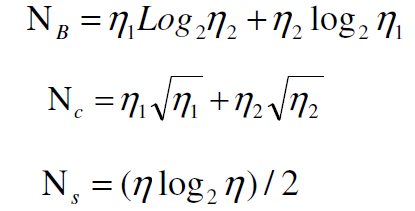 N_B = η₁Log₂η₂ + η₂ log₂ η₁
N_c = η₁√η₁ + η₂√η₂
N_s = (η log₂ η) / 2